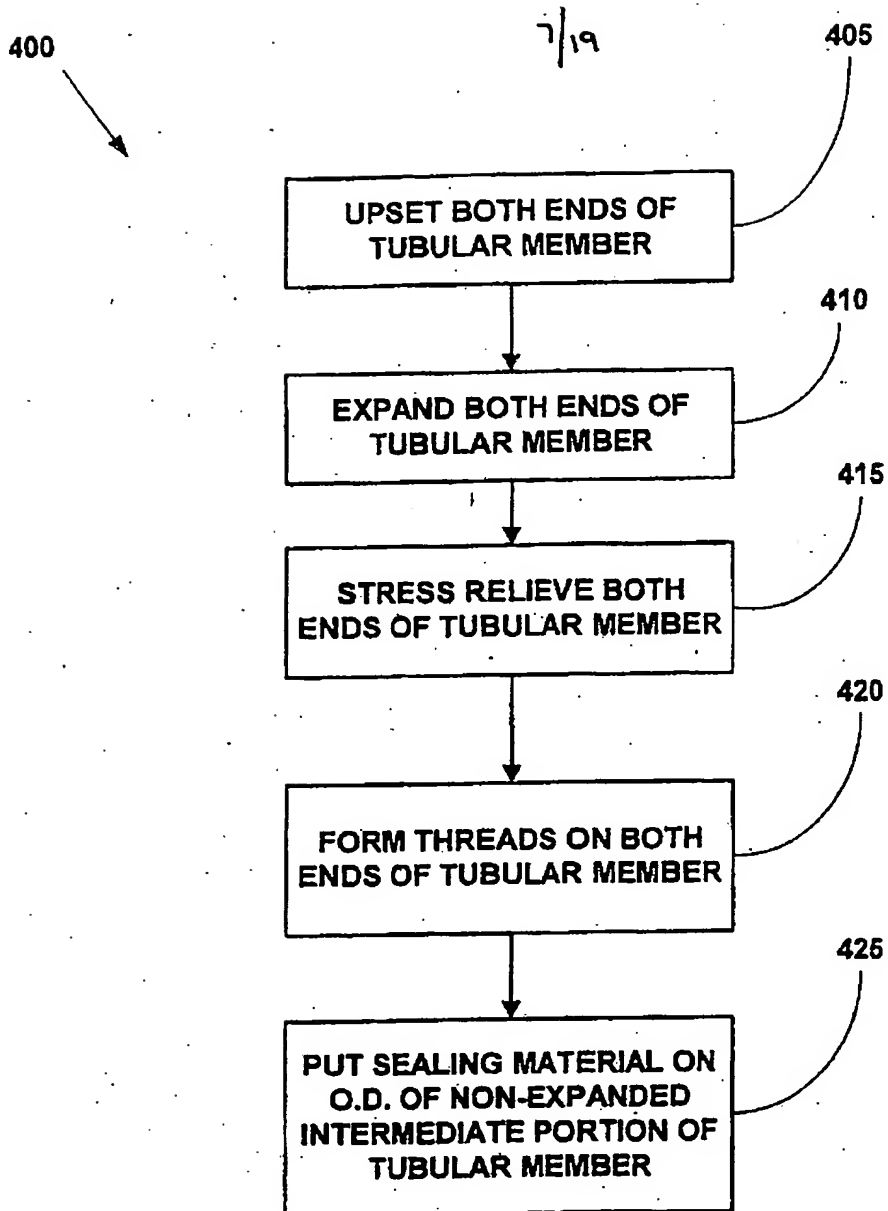 400
7/19
405
UPSET BOTH ENDS OF
TUBULAR MEMBER
410
EXPAND BOTH ENDS OF
TUBULAR MEMBER
415
STRESS RELIEVE BOTH
ENDS OF TUBULAR MEMBER
420
FORM THREADS ON BOTH
ENDS OF TUBULAR MEMBER
425
PUT SEALING MATERIAL ON
O.D. OF NON-EXPANDED
INTERMEDIATE PORTION OF
TUBULAR MEMBER